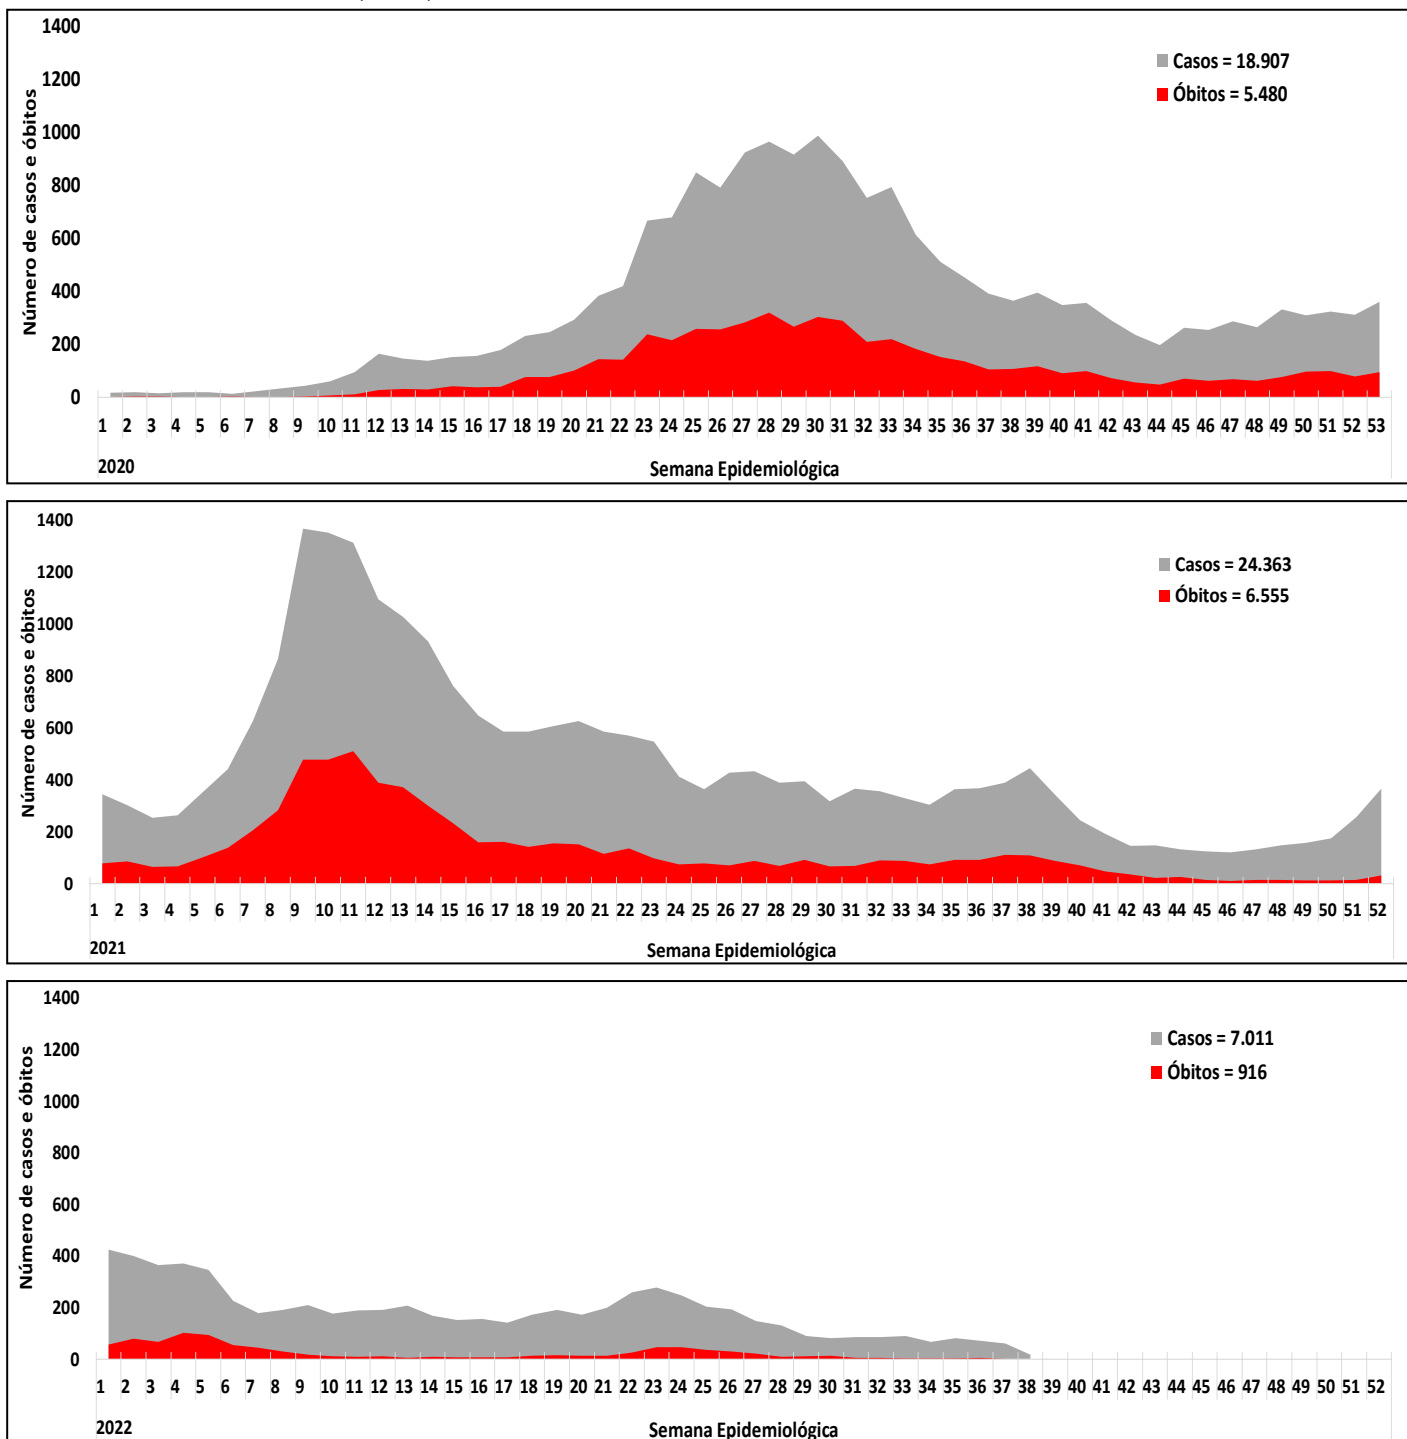 1400
1200
1000
800
600
400
200
0
Número de casos e óbitos
Casos = 18.907
Óbitos = 5.480
1 2 3 4 5 6 7 8 9 10 11 12 13 14 15 16 17 18 19 20 21 22 23 24 25 26 27 28 29 30 31 32 33 34 35 36 37 38 39 40 41 42 43 44 45 46 47 48 49 50 51 52 53
2020
Semana Epidemiológica
1400
1200
1000
800
600
400
200
0
Número de casos e óbitos
Casos = 24.363
Óbitos = 6.555
1 2 3 4 5 6 7 8 9 10 11 12 13 14 15 16 17 18 19 20 21 22 23 24 25 26 27 28 29 30 31 32 33 34 35 36 37 38 39 40 41 42 43 44 45 46 47 48 49 50 51 52
2021
Semana Epidemiológica
1400
1200
1000
800
600
400
200
0
Número de casos e óbitos
Casos = 7.011
Óbitos = 916
1 2 3 4 5 6 7 8 9 10 11 12 13 14 15 16 17 18 19 20 21 22 23 24 25 26 27 28 29 30 31 32 33 34 35 36 37 38 39 40 41 42 43 44 45 46 47 48 49 50 51 52
2022
Semana Epidemiológica